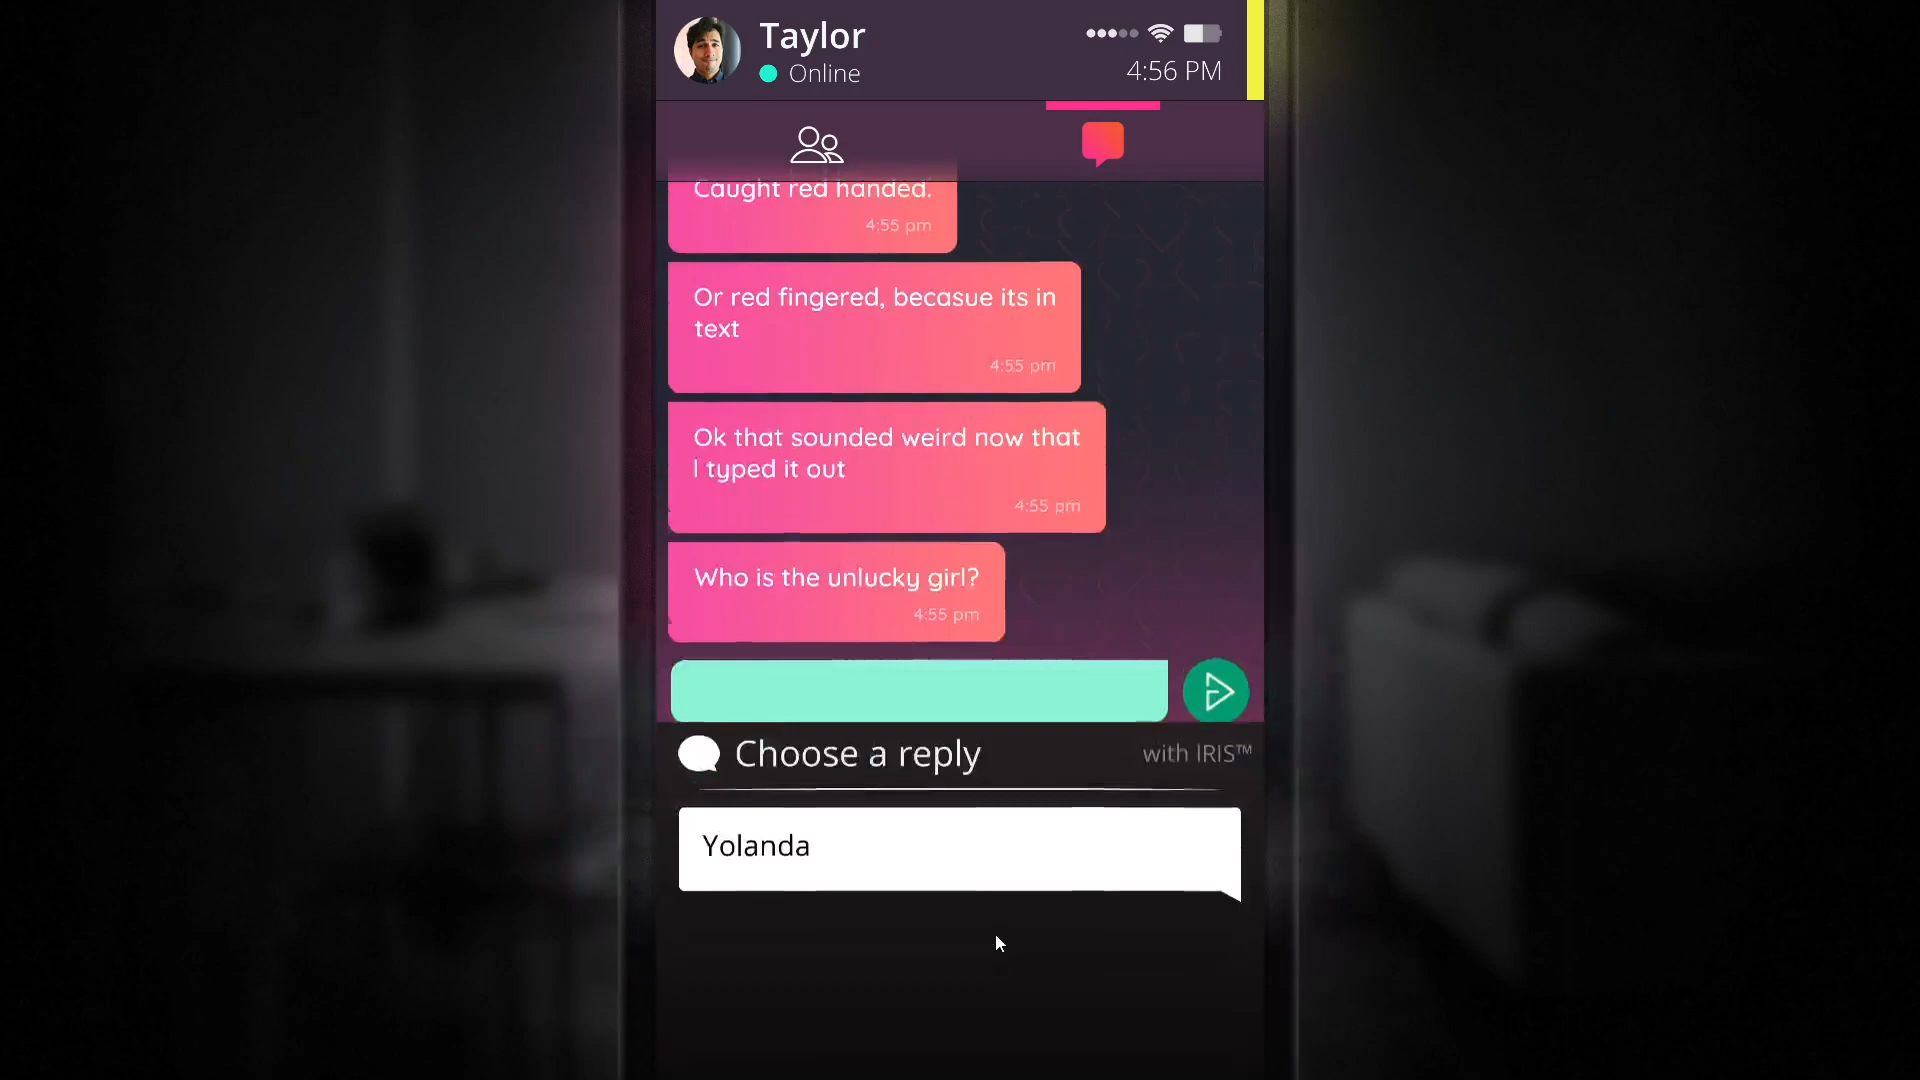 Taylor
Online
4:56 PM
Caught red handed.
4:55 pm
Or red fingered, becasue its in
text
4:55 pm
Ok that sounded weird now that
I typed it out
4:55 pm
Who is the unlucky girl?
4:55 pm
Choose a reply
with IRIS™
Yolanda